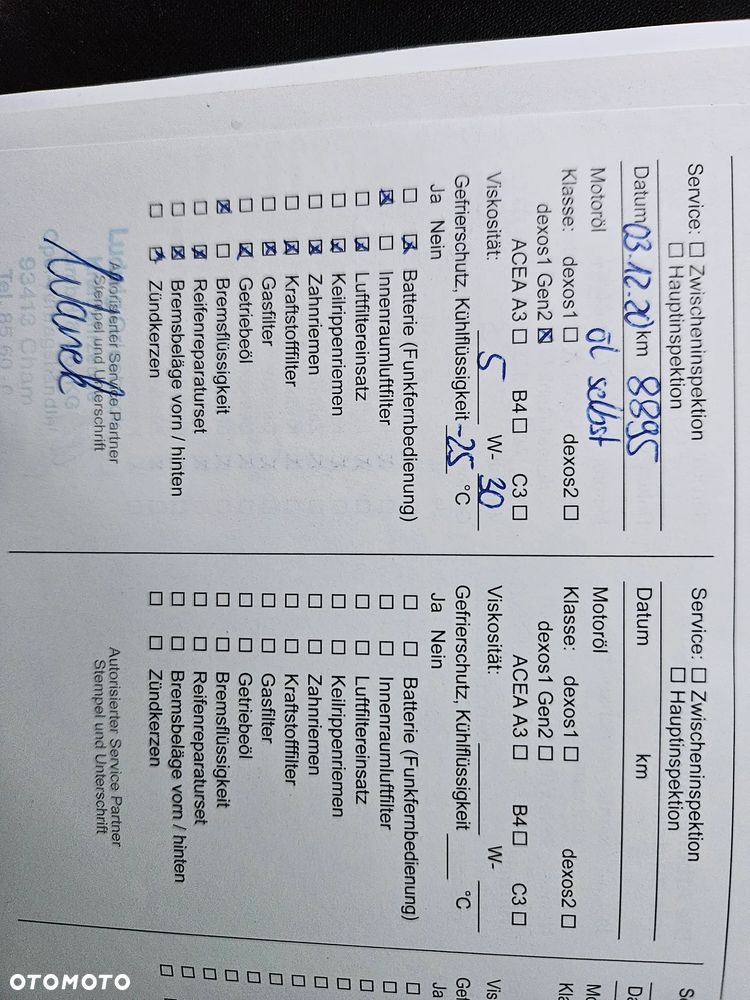 Service: ☐ Zwischeninspektion
☐ Hauptinspektion
Datum 03.12.20 km 8895
Motoröl öl selbst
Klasse: dexos1 ☐ dexos2 ☐
dexos1 Gen2 ☒
ACEA A3 ☐ B4 ☐ C3 ☐
Viskosität: 5 W- 30
Gefrierschutz, Kühlflüssigkeit -25 °C
Ja Nein
☐ ☒ Batterie (Funkfernbedienung)
☒ ☐ Innenraumluftfilter
☐ ☒ Luftfiltereinsatz
☐ ☒ Keilrippenriemen
☐ ☒ Zahnriemen
☐ ☒ Kraftstofffilter
☐ ☒ Gasfilter
☐ ☒ Getriebeöl
☒ ☐ Bremsflüssigkeit
☐ ☒ Reifenreparaturset
☐ ☒ Bremsbeläge vorn / hinten
☐ ☒ Zündkerzen
Autorisierter Service Partner
Stempel und Unterschrift
93413 Cham
Service: ☐ Zwischeninspektion
☐ Hauptinspektion
Datum km
Motoröl
Klasse: dexos1 ☐ dexos2 ☐
dexos1 Gen2 ☐
ACEA A3 ☐ B4 ☐ C3 ☐
Viskosität: W-
Gefrierschutz, Kühlflüssigkeit °C
Ja Nein
☐ ☐ Batterie (Funkfernbedienung)
☐ ☐ Innenraumluftfilter
☐ ☐ Luftfiltereinsatz
☐ ☐ Keilrippenriemen
☐ ☐ Zahnriemen
☐ ☐ Kraftstofffilter
☐ ☐ Gasfilter
☐ ☐ Getriebeöl
☐ ☐ Bremsflüssigkeit
☐ ☐ Reifenreparaturset
☐ ☐ Bremsbeläge vorn / hinten
☐ ☐ Zündkerzen
Autorisierter Service Partner
Stempel und Unterschrift
OTOMOTO